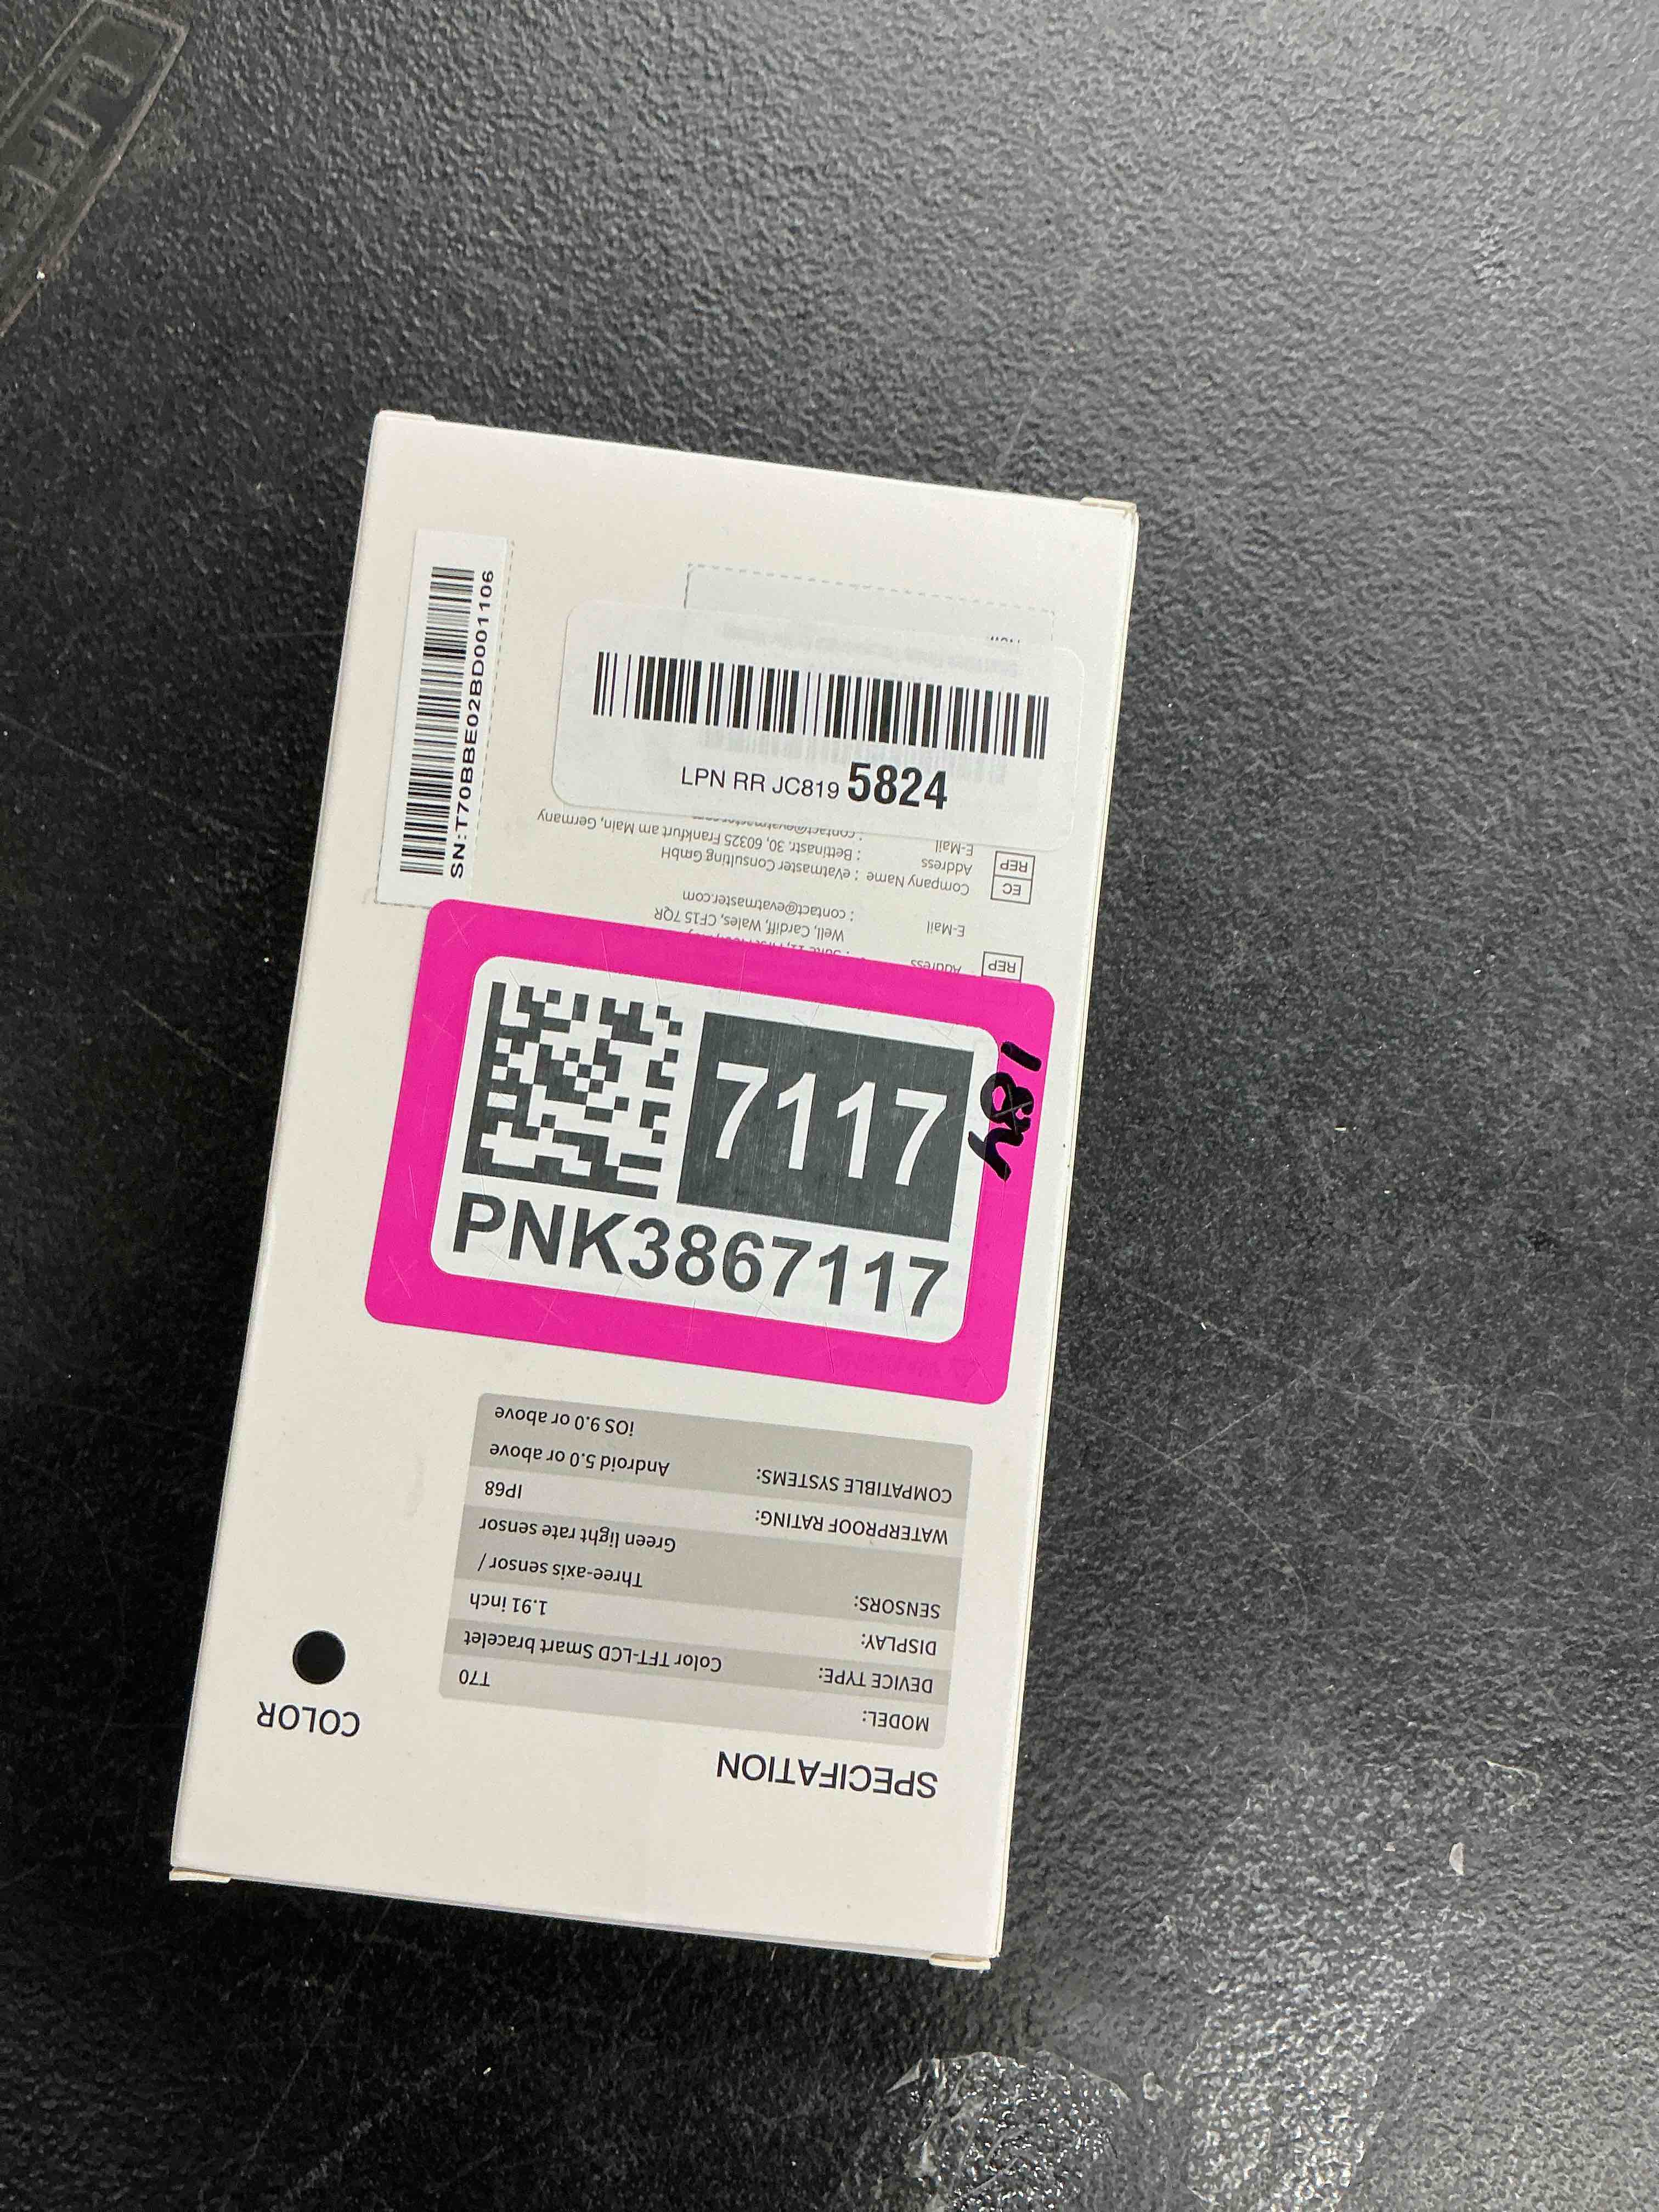 SN:T70BBE02BD001106
LPN RR JC819 5824
7117
PNK3867117
SPECIFATION
MODEL: T70
DEVICE TYPE: Color TFT-LCD Smart bracelet
DISPLAY: 1.91 inch
SENSORS: Three-axis sensor /
Green light rate sensor
WATERPROOF RATING: IP68
COMPATIBLE SYSTEMS: Android 5.0 or above
iOS 9.0 or above
COLOR
REP Address
Well, Cardiff, Wales, CF15 7QR
E-Mail : contact@evatmaster.com
EC REP
Company Name : eVatmaster Consulting GmbH
Address : Bettinastr. 30, 60325 Frankfurt am Main, Germany
E-Mail : contact@evatmaster.com